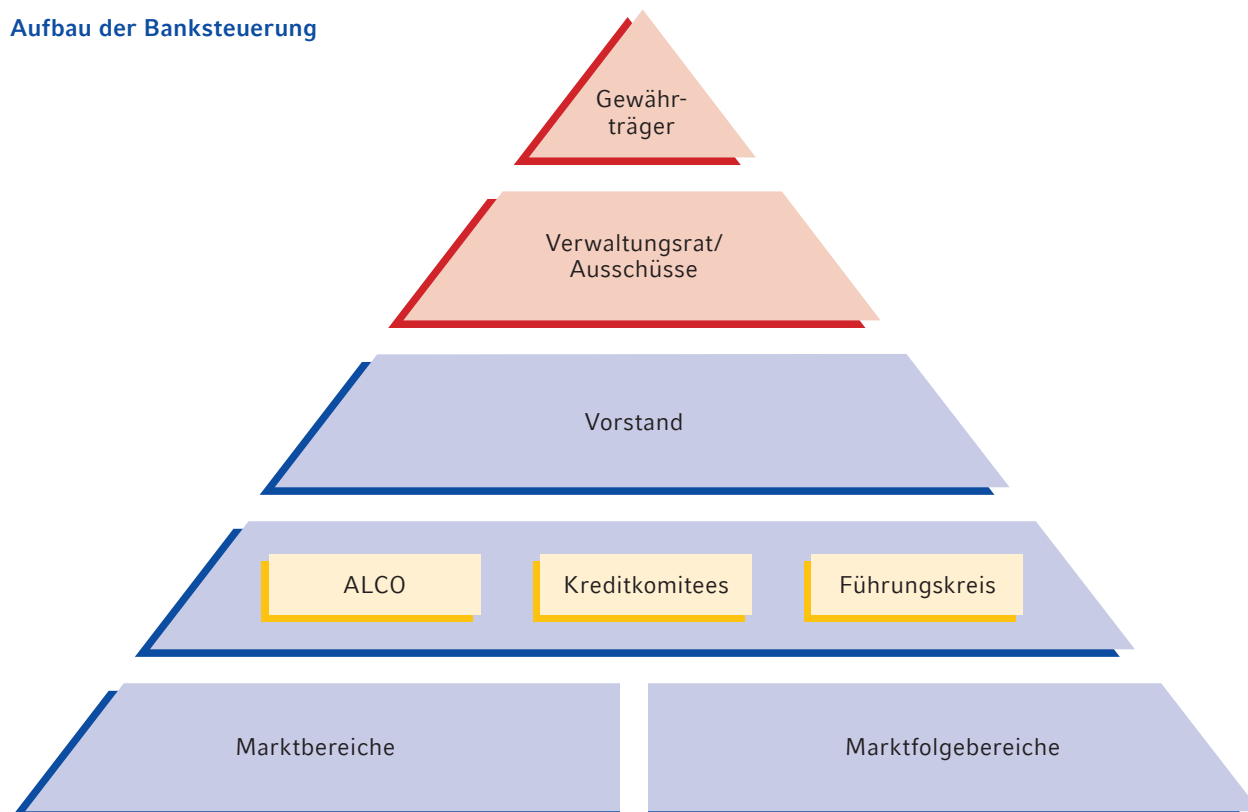 Aufbau der Banksteuerung
Gewähr-
träger
Verwaltungsrat/
Ausschüsse
Vorstand
ALCO
Kreditkomitees
Führungskreis
Marktbereiche
Marktfolgebereiche